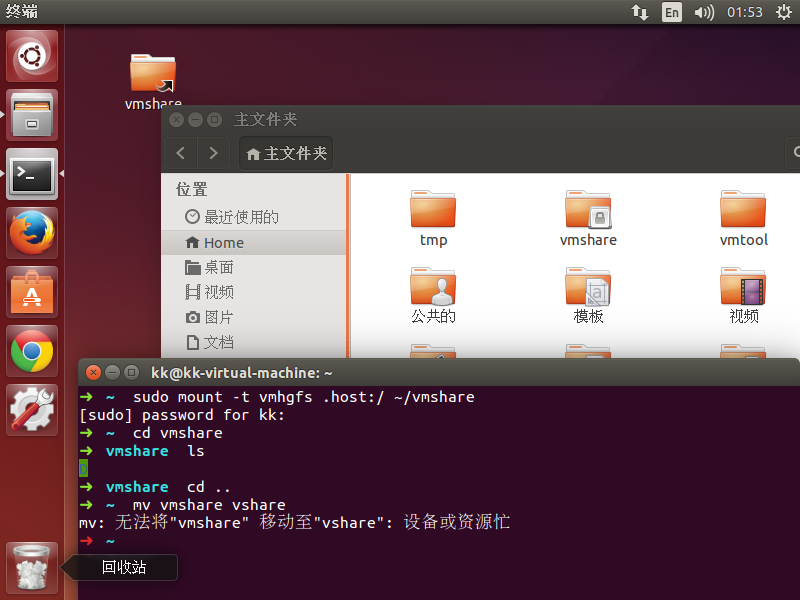 终端
En
01:53
vmshare
主文件夹
主文件夹
位置
最近使用的
Home
桌面
视频
图片
文档
tmp
vmshare
vmtool
公共的
模板
视频
kk@kk-virtual-machine: ~
➜ ~ sudo mount -t vmhgfs .host:/ ~/vmshare
[sudo] password for kk:
➜ ~ cd vmshare
➜ vmshare ls
p
➜ vmshare cd ..
➜ ~ mv vmshare vshare
mv: 无法将"vmshare" 移动至"vshare": 设备或资源忙
➜ ~
回收站